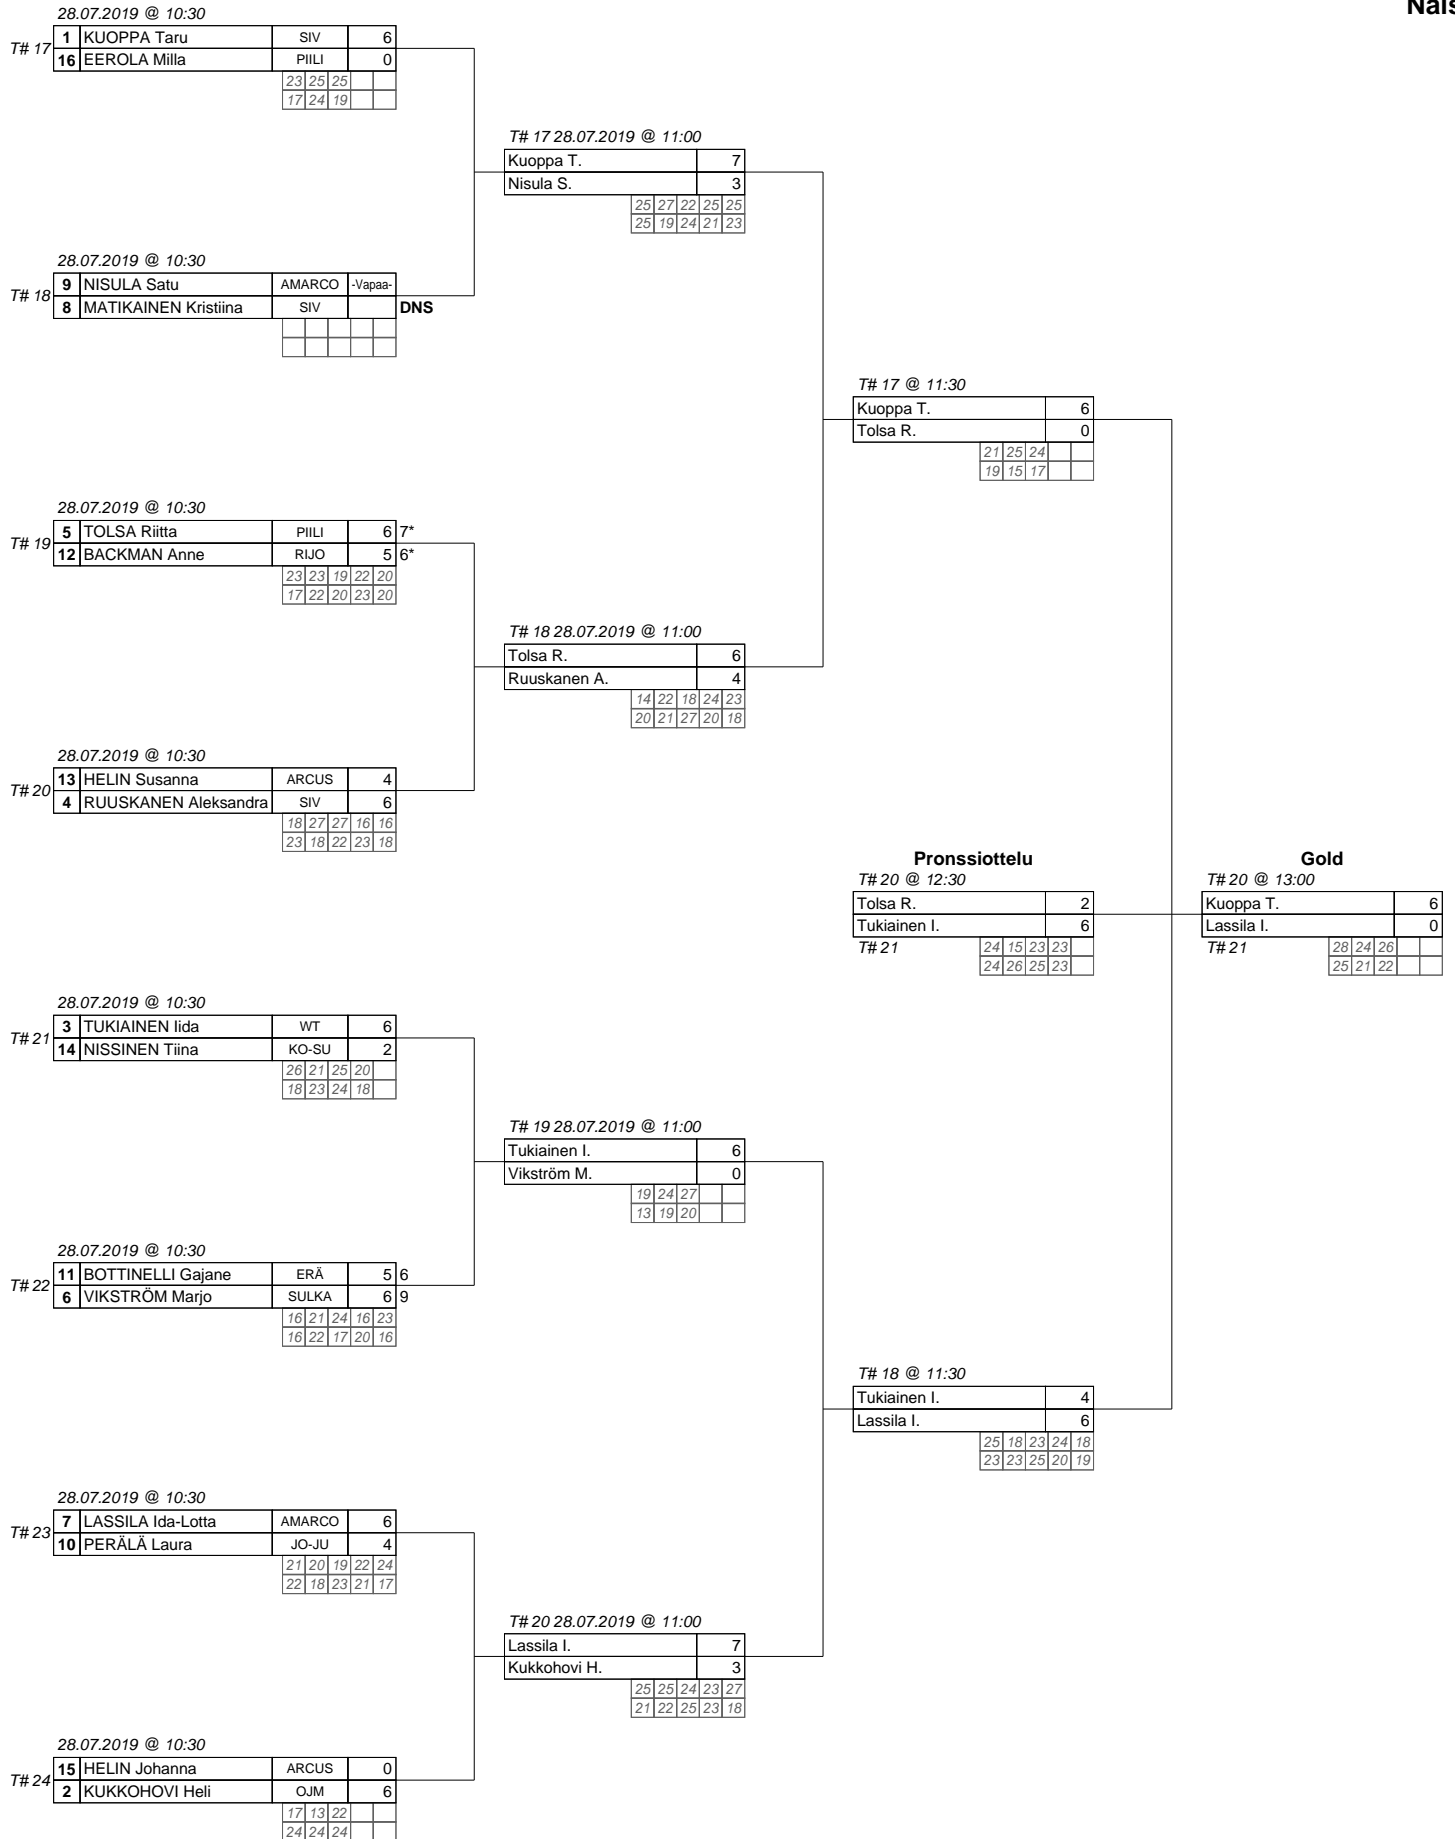 Nais
28.07.2019 @ 10:30
T# 17
1 KUOPPA Taru SIV 6
16 EEROLA Milla PIILI 0
23 25 25
17 24 19
T# 17 28.07.2019 @ 11:00
Kuoppa T. 7
Nisula S. 3
25 27 22 25 25
25 19 24 21 23
28.07.2019 @ 10:30
T# 18
9 NISULA Satu AMARCO -Vapaa-
8 MATIKAINEN Kristiina SIV DNS
T# 17 @ 11:30
Kuoppa T. 6
Tolsa R. 0
21 25 24
19 15 17
28.07.2019 @ 10:30
T# 19
5 TOLSA Riitta PIILI 6 7*
12 BACKMAN Anne RIJO 5 6*
23 23 19 22 20
17 22 20 23 20
T# 18 28.07.2019 @ 11:00
Tolsa R. 6
Ruuskanen A. 4
14 22 18 24 23
20 21 27 20 18
28.07.2019 @ 10:30
T# 20
13 HELIN Susanna ARCUS 4
4 RUUSKANEN Aleksandra SIV 6
18 27 27 16 16
23 18 22 23 18
Pronssiottelu
T# 20 @ 12:30
Tolsa R. 2
Tukiainen I. 6
T# 21
24 15 23 23
24 26 25 23
Gold
T# 20 @ 13:00
Kuoppa T. 6
Lassila I. 0
T# 21
28 24 26
25 21 22
28.07.2019 @ 10:30
T# 21
3 TUKIAINEN Iida WT 6
14 NISSINEN Tiina KO-SU 2
26 21 25 20
18 23 24 18
T# 19 28.07.2019 @ 11:00
Tukiainen I. 6
Vikström M. 0
19 24 27
13 19 20
28.07.2019 @ 10:30
T# 22
11 BOTTINELLI Gajane ERÄ 5 6
6 VIKSTRÖM Marjo SULKA 6 9
16 21 24 16 23
16 22 17 20 16
T# 18 @ 11:30
Tukiainen I. 4
Lassila I. 6
25 18 23 24 18
23 23 25 20 19
28.07.2019 @ 10:30
T# 23
7 LASSILA Ida-Lotta AMARCO 6
10 PERÄLÄ Laura JO-JU 4
21 20 19 22 24
22 18 23 21 17
T# 20 28.07.2019 @ 11:00
Lassila I. 7
Kukkohovi H. 3
25 25 24 23 27
21 22 25 23 18
28.07.2019 @ 10:30
T# 24
15 HELIN Johanna ARCUS 0
2 KUKKOHOVI Heli OJM 6
17 13 22
24 24 24